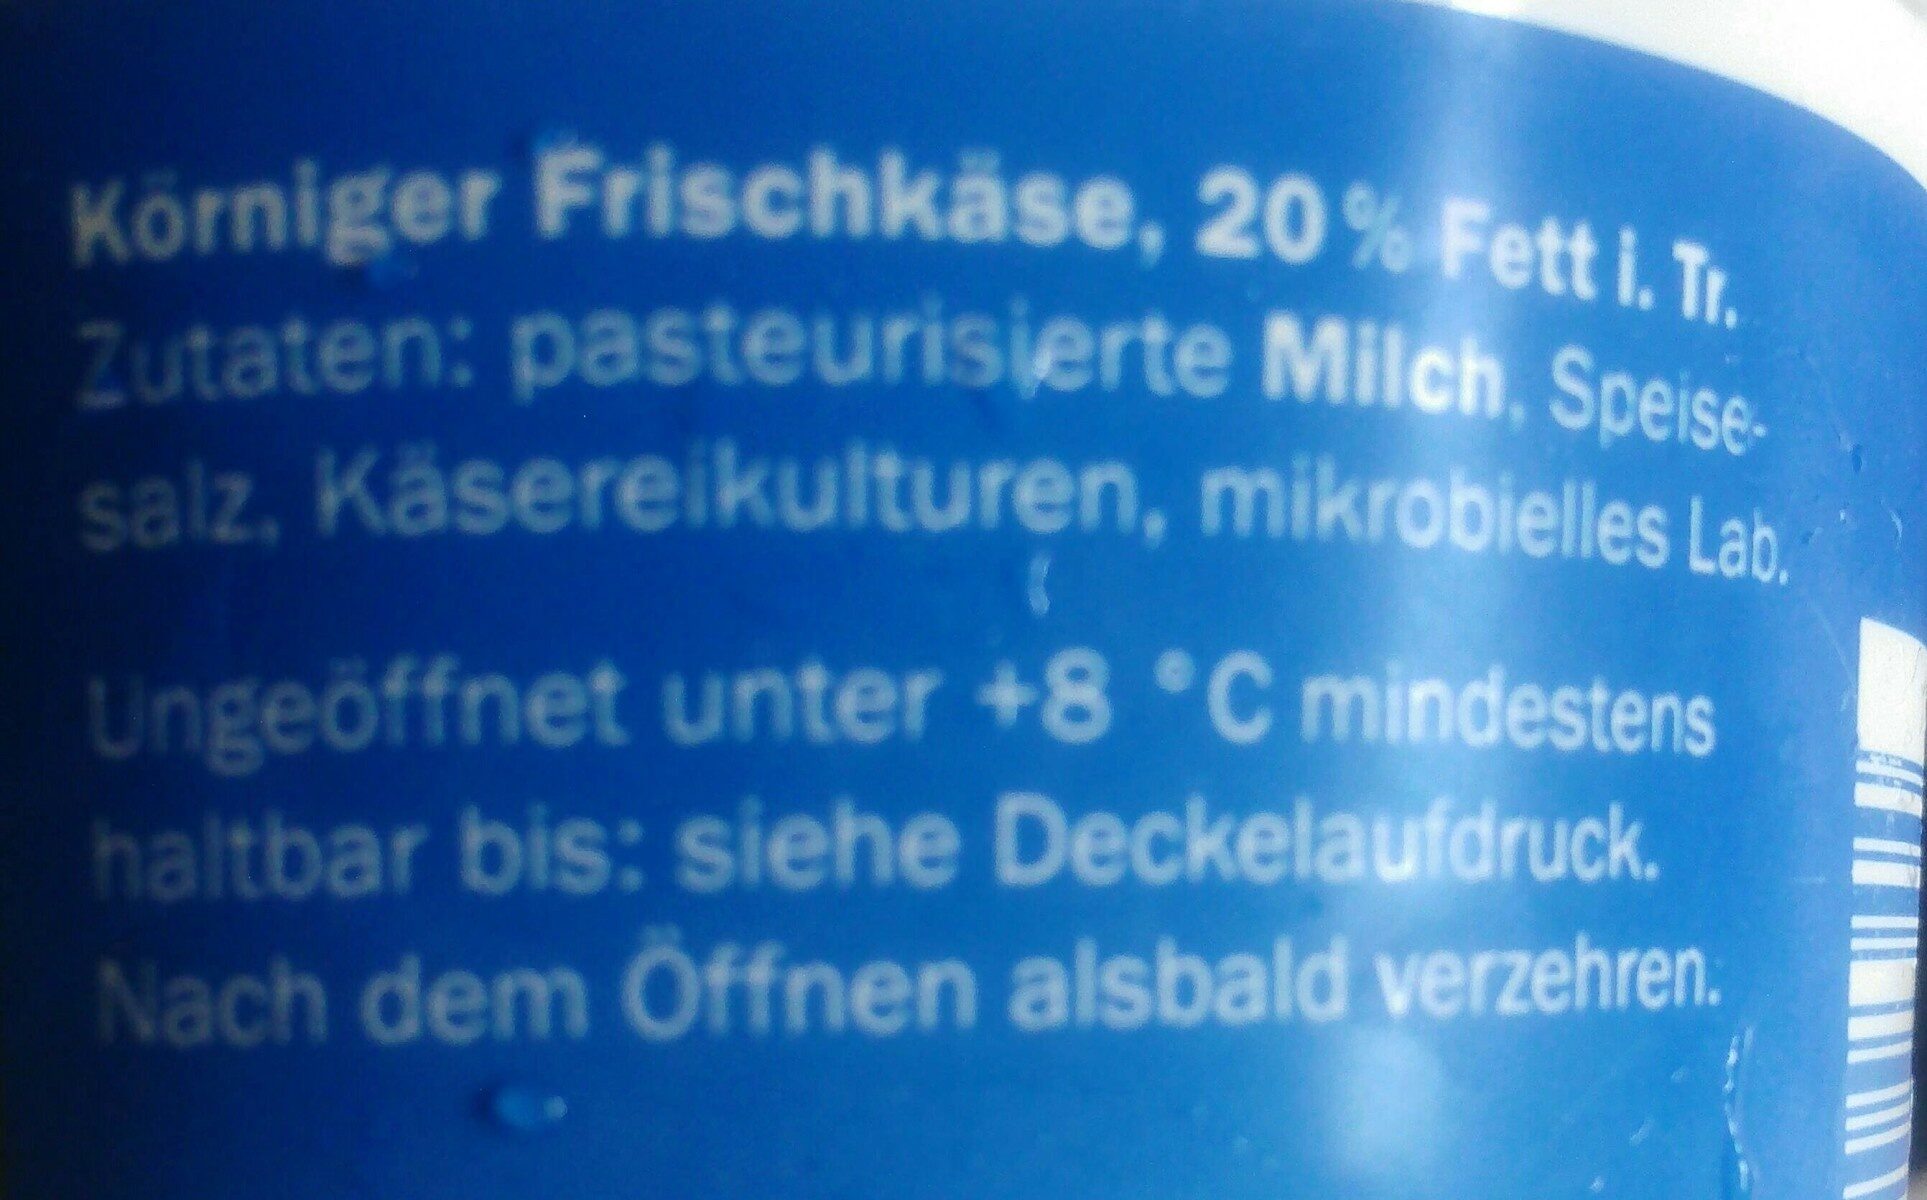 Körniger Frischkäse, 20 % Fett i. Tr.
Zutaten: pasteurisierte Milch, Speise-
salz, Käsereikulturen, mikrobielles Lab.
Ungeöffnet unter +8 °C mindestens
haltbar bis: siehe Deckelaufdruck.
Nach dem Öffnen alsbald verzehren.